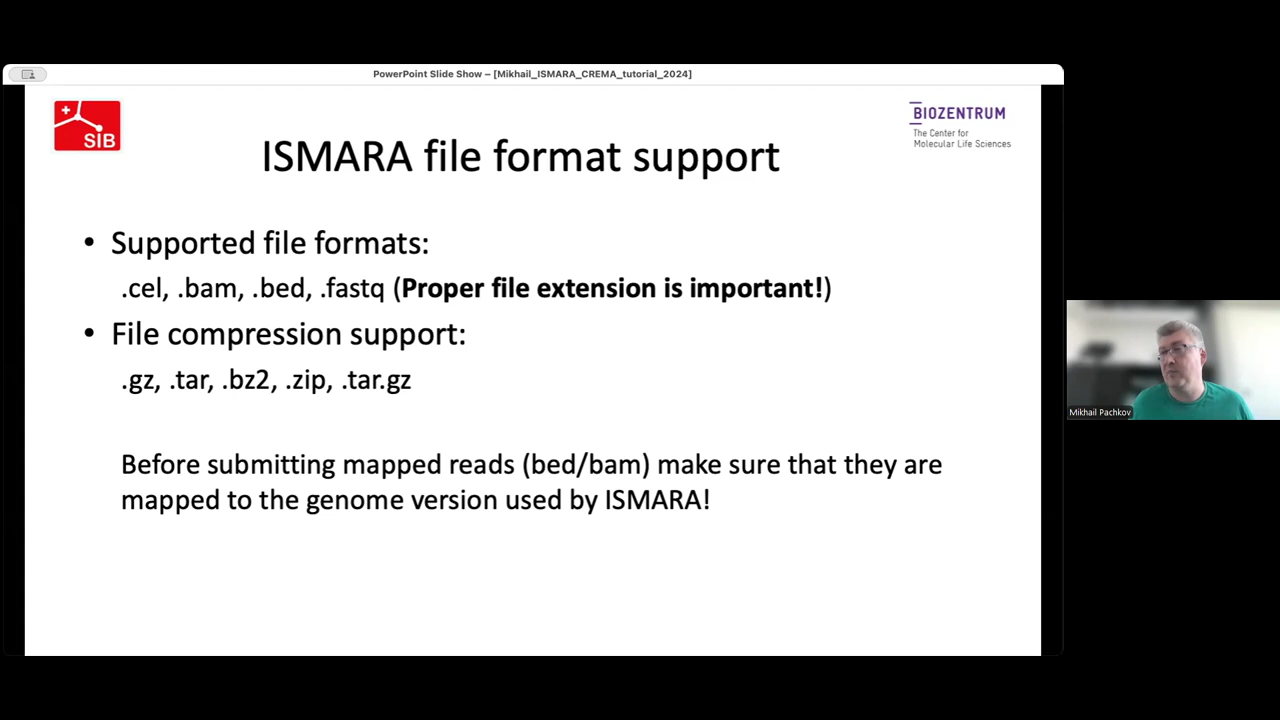 PowerPoint Slide Show – [Mikhail_ISMARA_CREMA_tutorial_2024]
SIB
BIOZENTRUM
The Center for
Molecular Life Sciences
ISMARA file format support
• Supported file formats:
.cel, .bam, .bed, .fastq (Proper file extension is important!)
• File compression support:
.gz, .tar, .bz2, .zip, .tar.gz
Before submitting mapped reads (bed/bam) make sure that they are
mapped to the genome version used by ISMARA!
Mikhail Pachkov